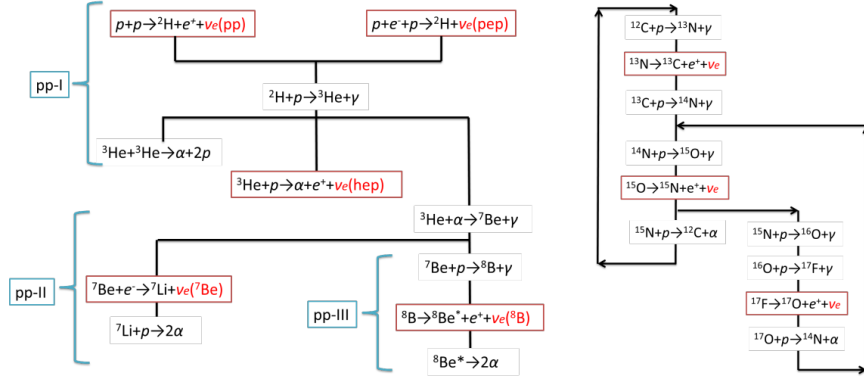 p+p→²H+e⁺+νe(pp)
p+e⁻+p→²H+νe(pep)
pp-I
²H+p→³He+γ
³He+³He→α+2p
³He+p→α+e⁺+νe(hep)
³He+α→⁷Be+γ
pp-II
⁷Be+e⁻→⁷Li+νe(⁷Be)
⁷Li+p→2α
⁷Be+p→⁸B+γ
pp-III
⁸B→⁸Be*+e⁺+νe(⁸B)
⁸Be*→2α
¹²C+p→¹³N+γ
¹³N→¹³C+e⁺+νe
¹³C+p→¹⁴N+γ
¹⁴N+p→¹⁵O+γ
¹⁵O→¹⁵N+e⁺+νe
¹⁵N+p→¹²C+α
¹⁵N+p→¹⁶O+γ
¹⁶O+p→¹⁷F+γ
¹⁷F→¹⁷O+e⁺+νe
¹⁷O+p→¹⁴N+α